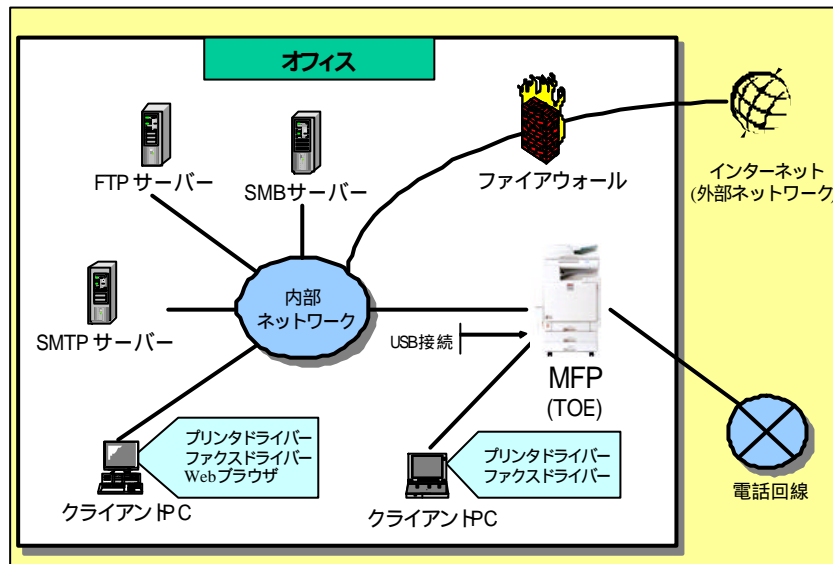 オフィス
FTP サーバー
SMBサーバー
ファイアウォール
インターネット
(外部ネットワーク)
内部
ネットワーク
SMTP サーバー
USB接続
MFP
(TOE)
プリンタドライバー
ファクスドライバー
Webブラウザ
プリンタドライバー
ファクスドライバー
クライアントPC
クライアントPC
電話回線